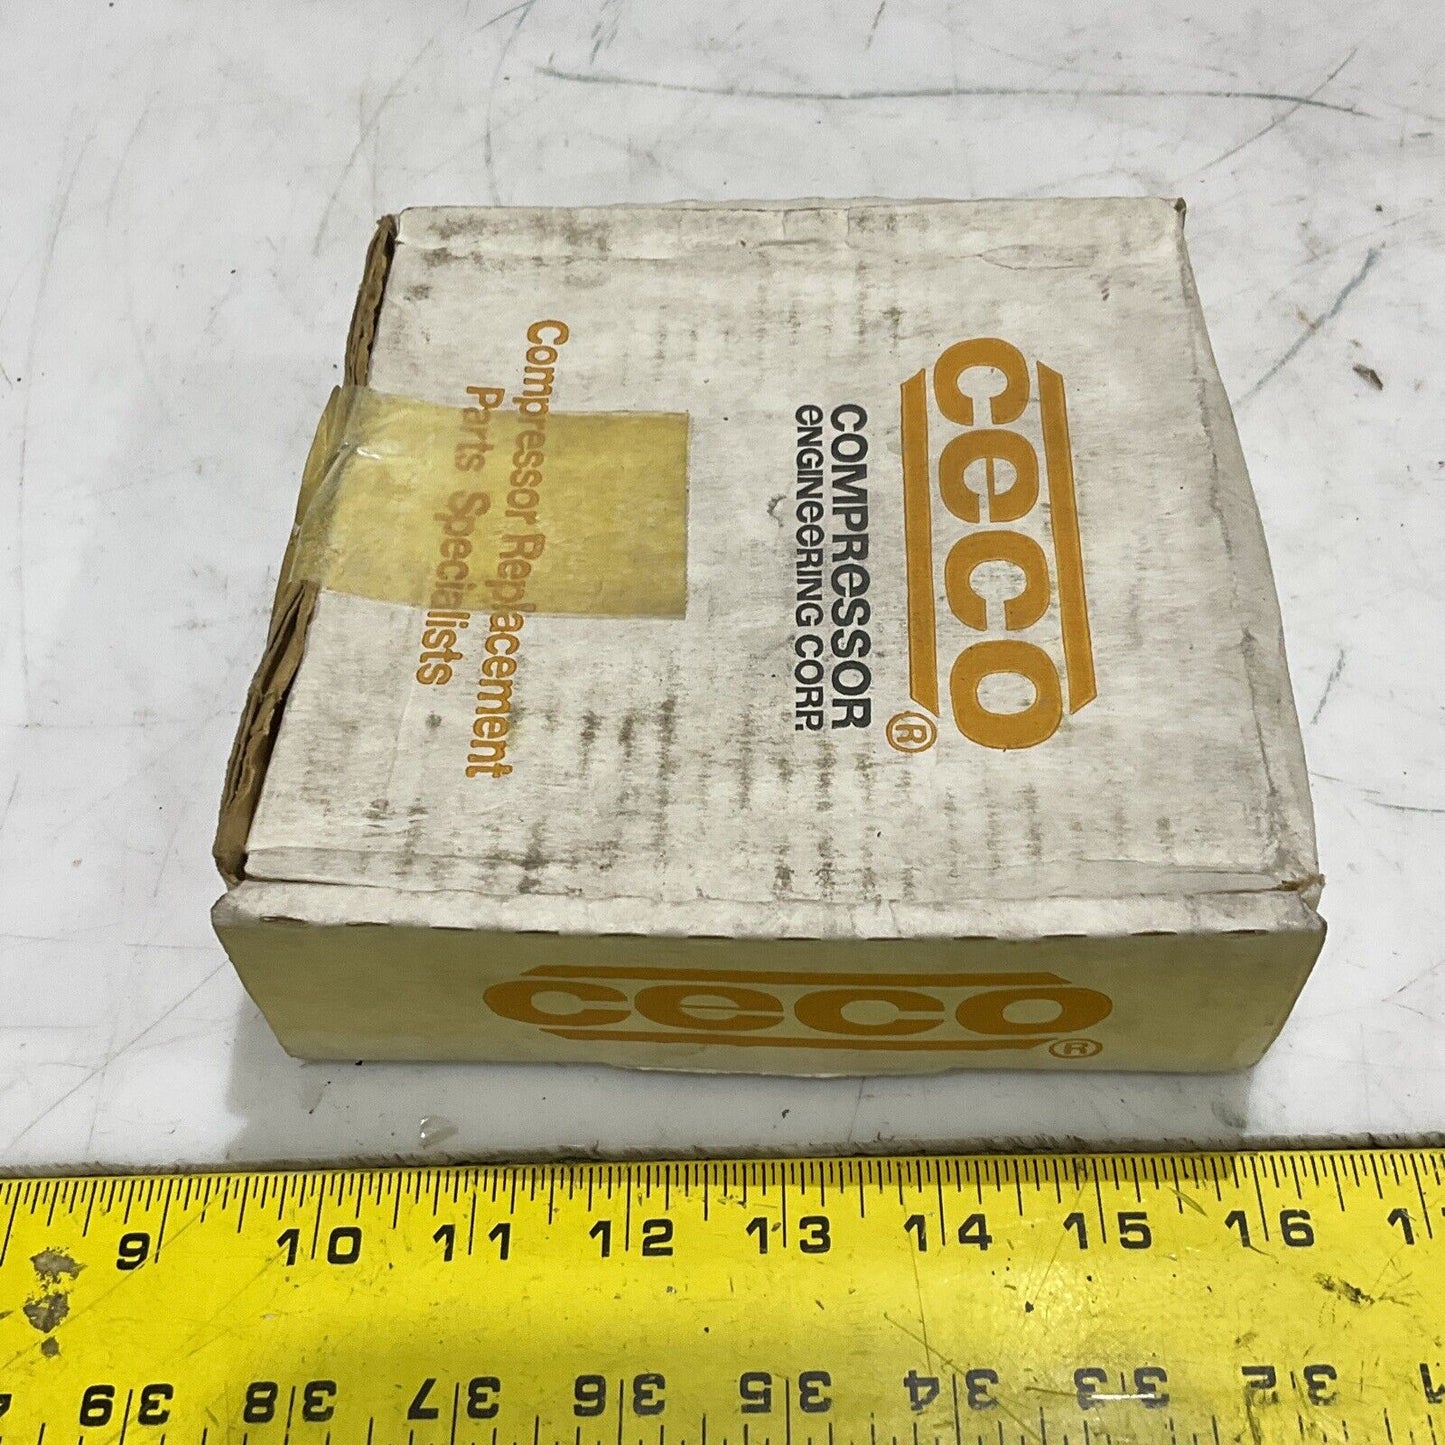 ceco®
COMPRessOR
eNGINeeRING CORP.
Compressor Replacement
Parts Specialists
ceco®
9 10 11 12 13 14 15 16 1
39 38 37 36 35 34 33 32